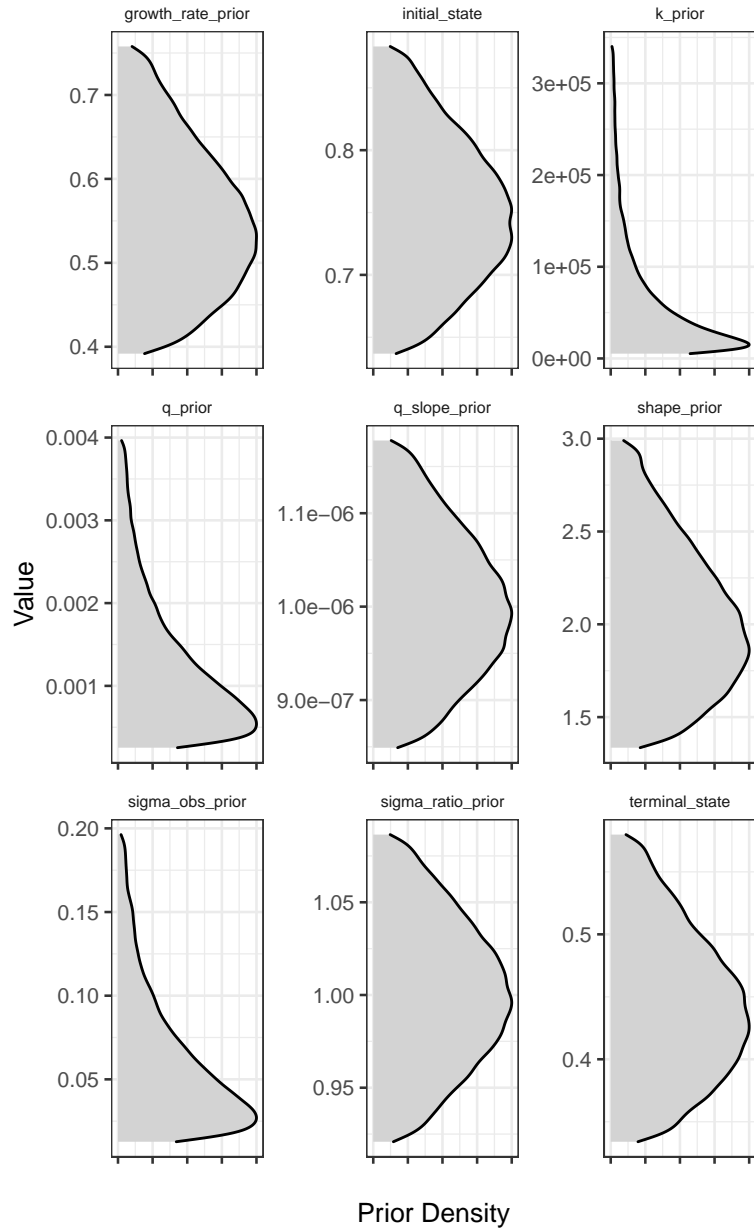 growth_rate_prior
initial_state
k_prior
0.7
0.6
0.5
0.4
0.8
0.7
3e+05
2e+05
1e+05
0e+00
q_prior
q_slope_prior
shape_prior
0.004
0.003
0.002
0.001
1.1e−06
1.0e−06
9.0e−07
3.0
2.5
2.0
1.5
sigma_obs_prior
sigma_ratio_prior
terminal_state
0.20
0.15
0.10
0.05
1.05
1.00
0.95
0.5
0.4
Value
Prior Density